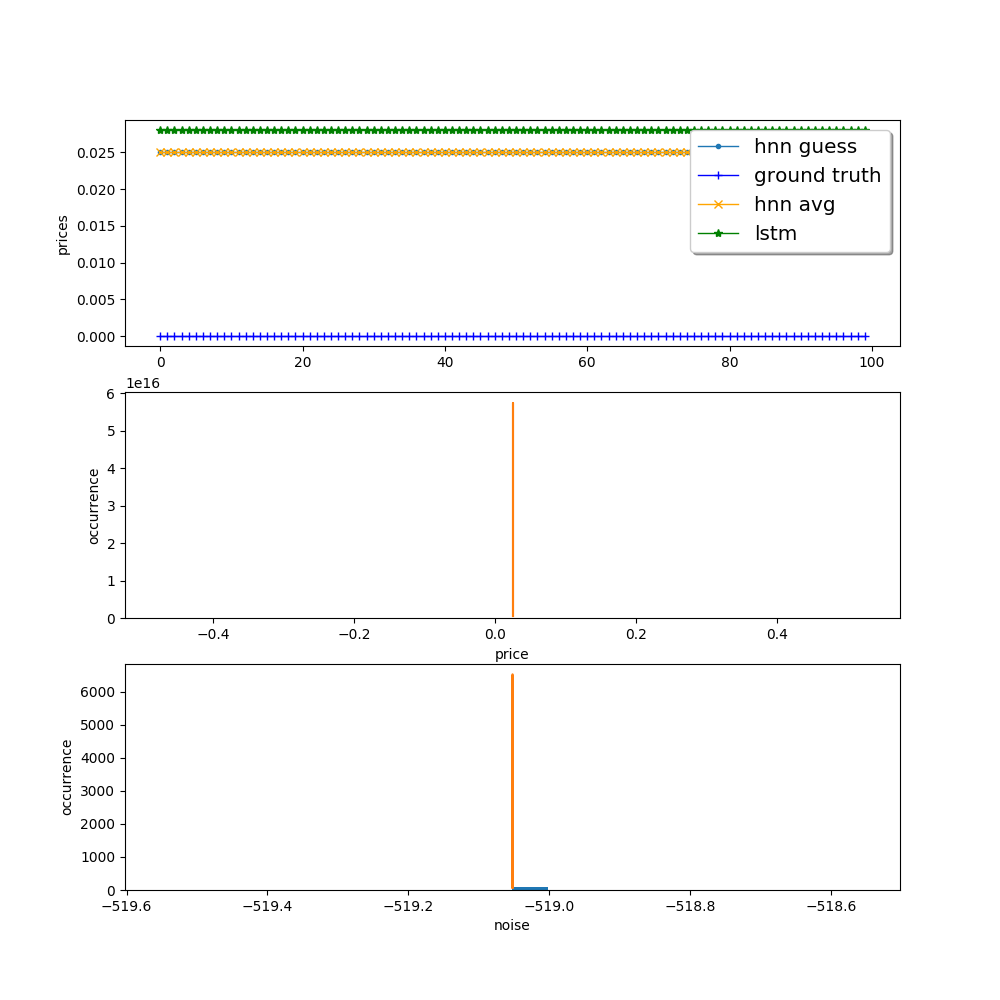 0.025
0.020
0.015
0.010
0.005
0.000
prices
hnn guess
ground truth
hnn avg
lstm
0 20 40 60 80 100
1e16
6
5
4
3
2
1
0
occurrence
−0.4 −0.2 0.0 0.2 0.4
price
6000
5000
4000
3000
2000
1000
0
occurrence
−519.6 −519.4 −519.2 −519.0 −518.8 −518.6
noise